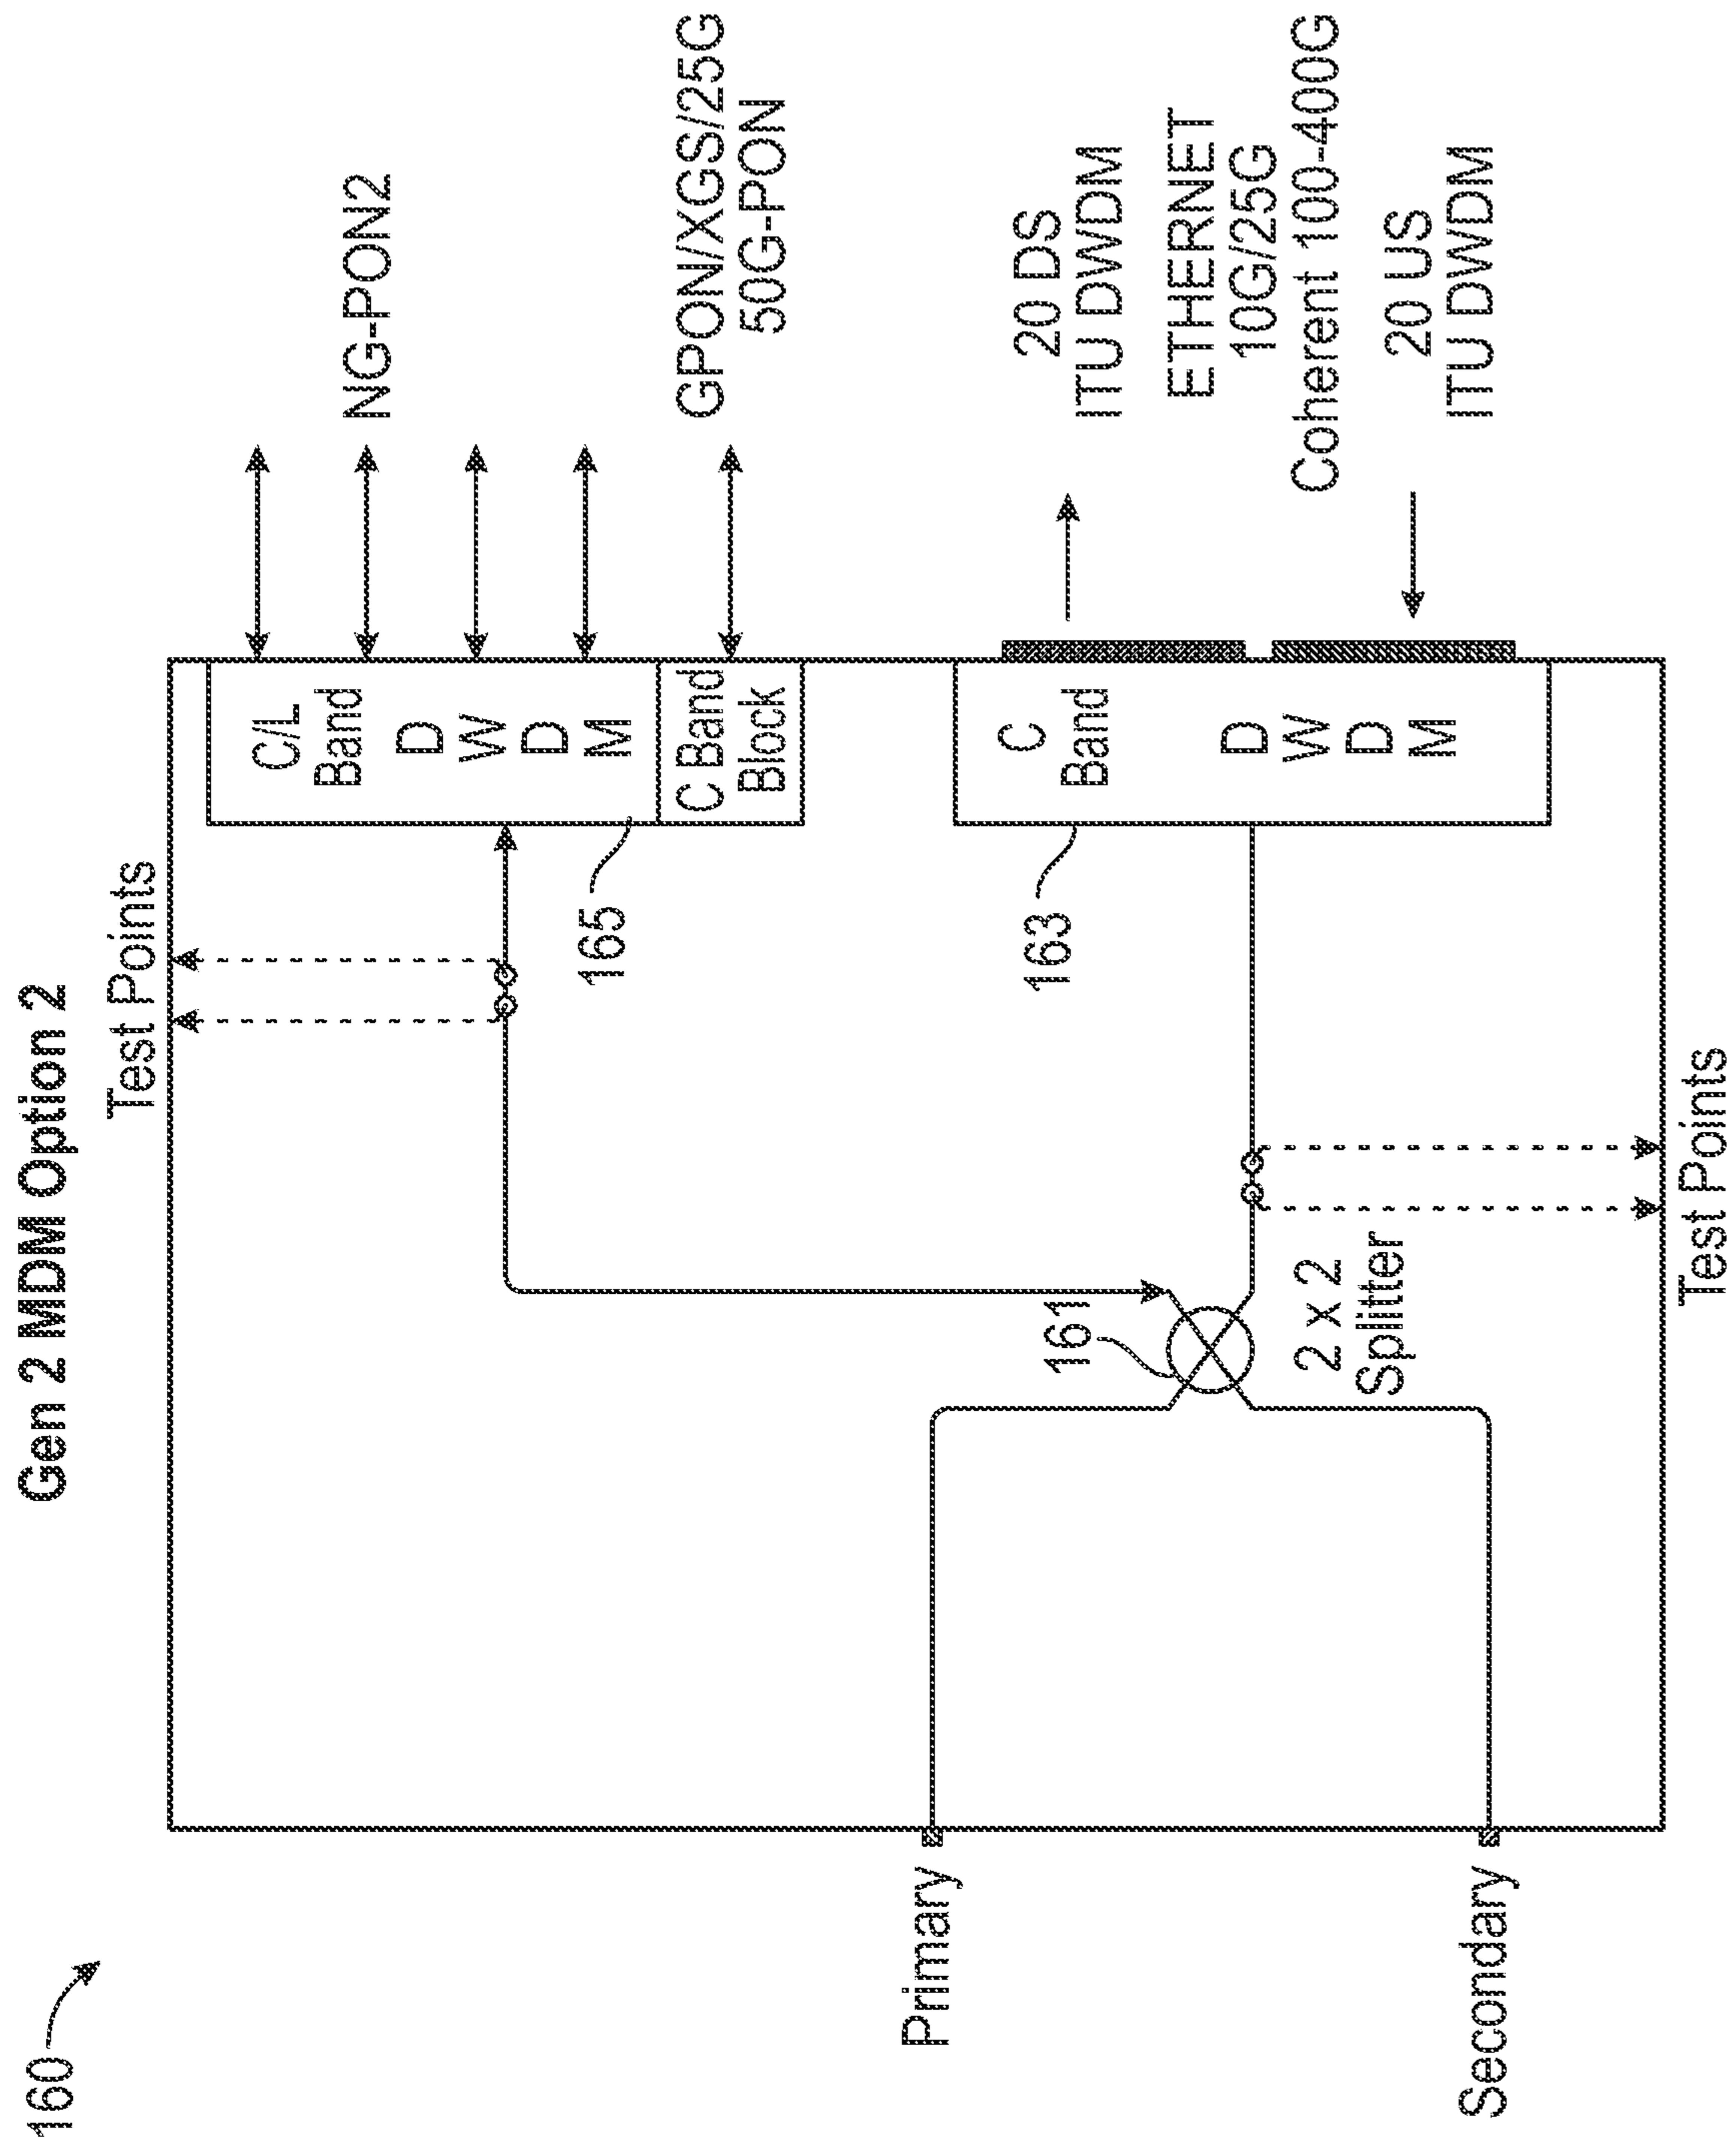 160
Gen 2 MDM Option 2
Test Points
C/L
Band
D
W
D
M
C Band
Block
165
NG-PON2
GPON/XGS/25G
50G-PON
Primary
Secondary
161
2 x 2
Splitter
163
C
Band
D
W
D
M
20 DS
ITU DWDM
ETHERNET
10G/25G
Coherent 100-400G
20 US
ITU DWDM
Test Points